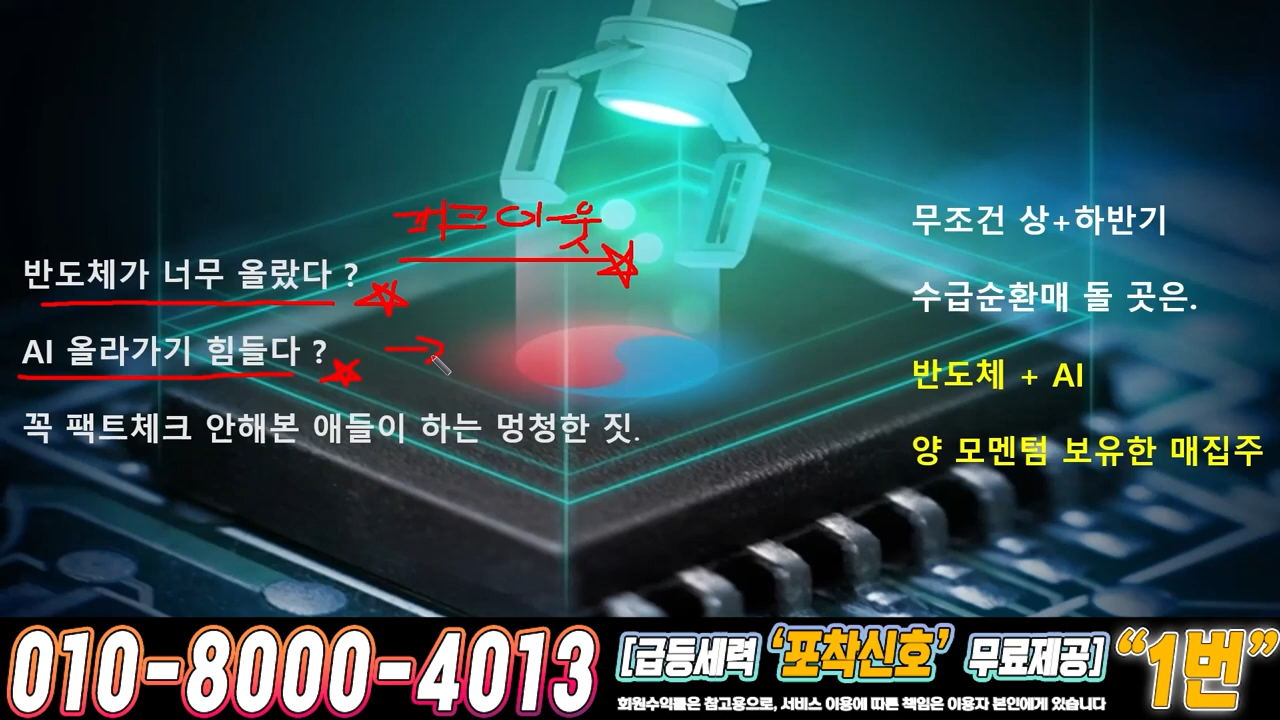 피크아웃
반도체가 너무 올랐다 ?
AI 올라가기 힘들다 ?
꼭 팩트체크 안해본 애들이 하는 멍청한 짓.
무조건 상+하반기
수급순환매 돌 곳은.
반도체 + AI
양 모멘텀 보유한 매집주
010-8000-4013
[급등세력 ‘포착신호’ 무료제공] “1번”
회원수익률은 참고용으로, 서비스 이용에 따른 책임은 이용자 본인에게 있습니다